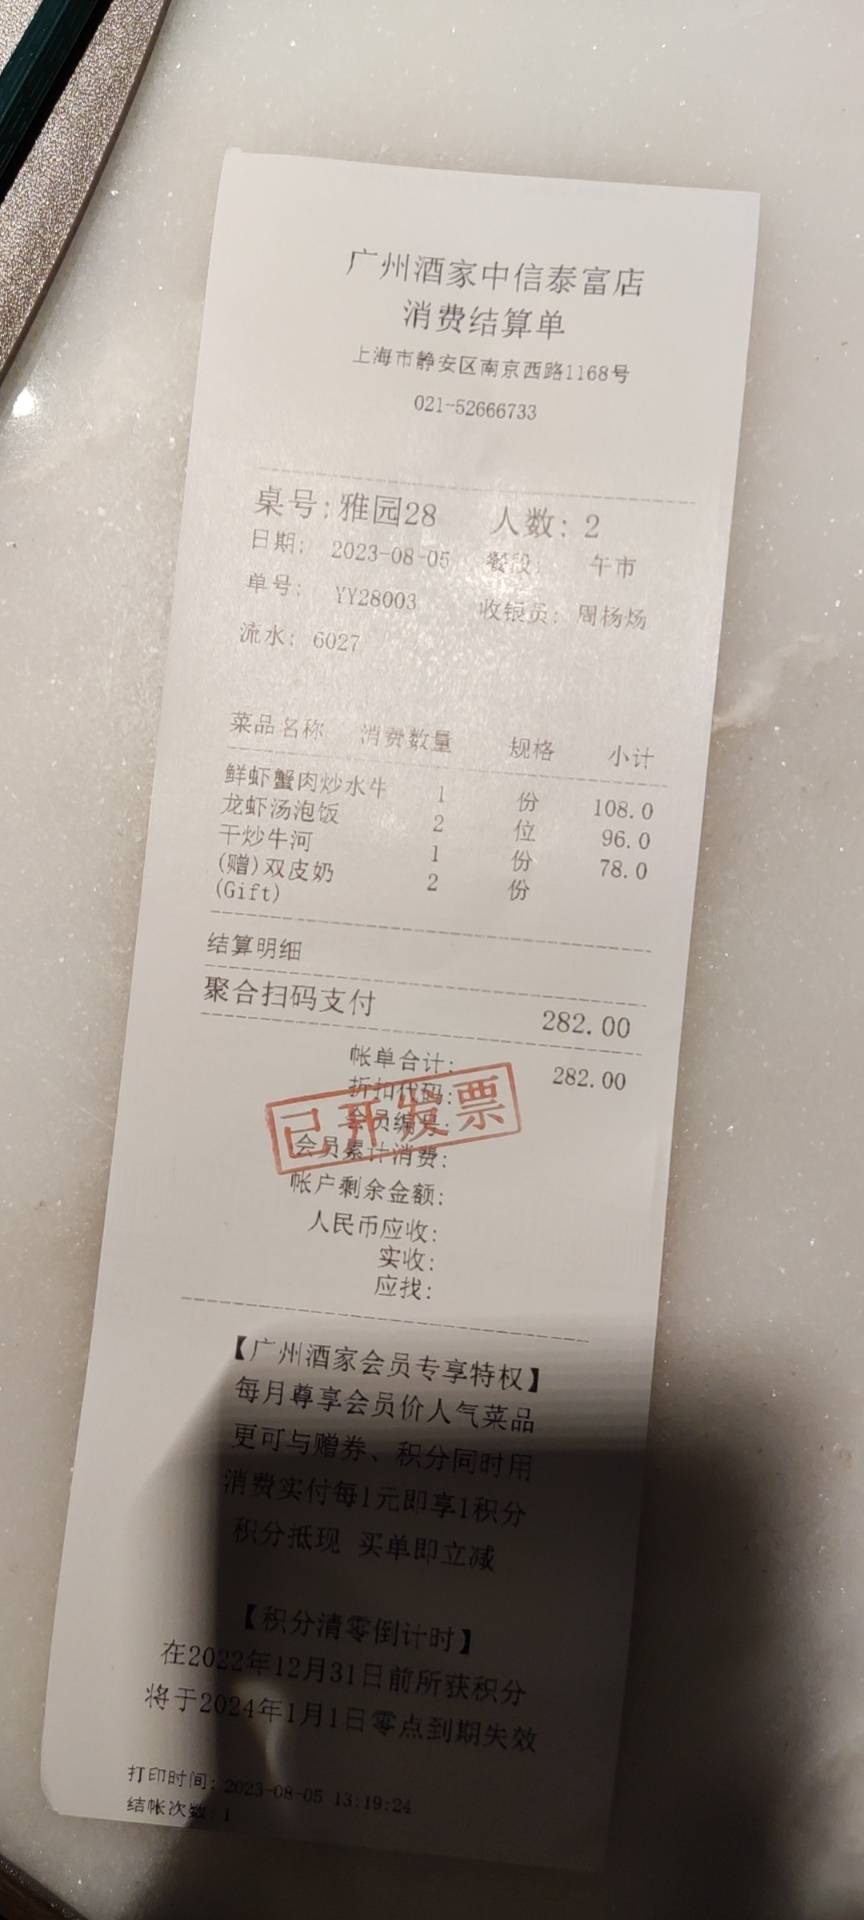 广州酒家中信泰富店
消费结算单
上海市静安区南京西路1168号
021-52666733
桌号:雅园28 人数: 2
日期: 2023-08-05 餐段: 午市
单号: YY28003 收银员: 周杨炀
流水: 6027
菜品名称 消费数量 规格 小计
鲜虾蟹肉炒水牛 1 份 108.0
龙虾汤泡饭 2 位 96.0
干炒牛河 1 份 78.0
(赠)双皮奶 2 份
(Gift)
结算明细
聚合扫码支付 282.00
帐单合计: 282.00
折扣代码:
会员编号:
已开发票
会员累计消费:
帐户剩余金额:
人民币应收:
实收:
应找:
【广州酒家会员专享特权】
每月尊享会员价人气菜品
更可与赠券、积分同时用
消费实付每1元即享1积分
积分抵现 买单即立减
【积分清零倒计时】
在2022年12月31日前所获积分
将于2024年1月1日零点到期失效
打印时间: 2023-08-05 13:19:24
结帐次数: 1